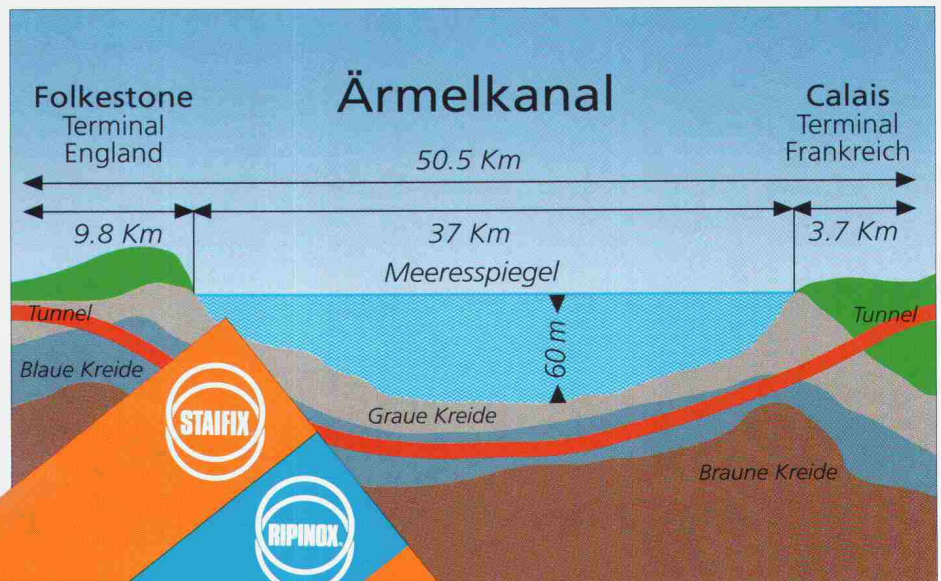 Ärmelkanal
Folkestone
Terminal
England
Calais
Terminal
Frankreich
50.5 Km
9.8 Km
37 Km
3.7 Km
Meeresspiegel
Tunnel
60 m
Tunnel
Blaue Kreide
Graue Kreide
Braune Kreide
STAIFIX
RIPINOX®